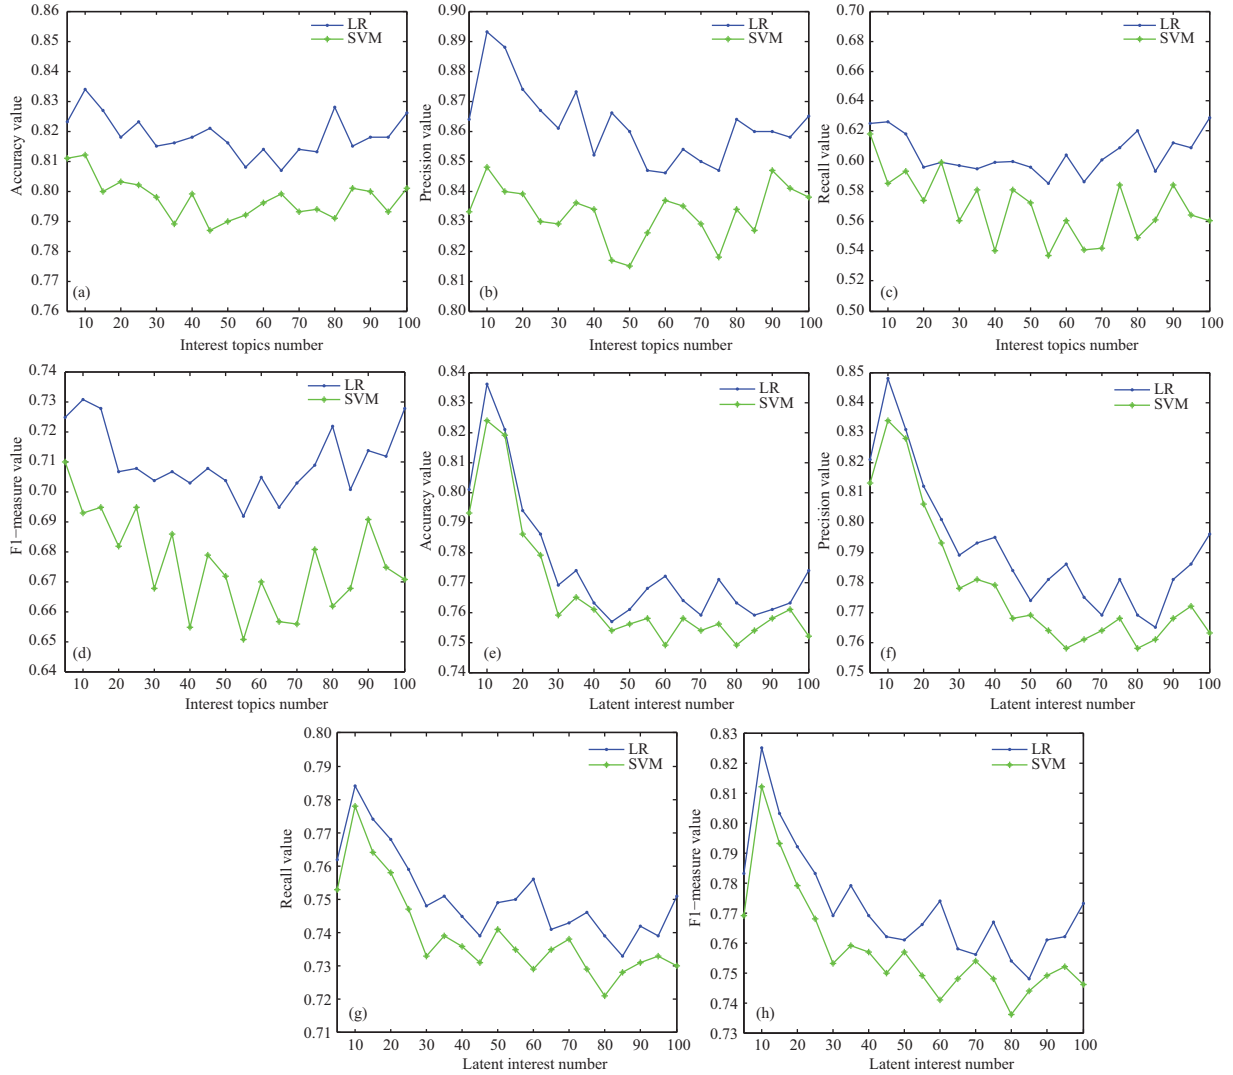 0.86
0.85
0.84
0.83
0.82
0.81
0.80
0.79
0.78
0.77
0.76
Accuracy value
LR
SVM
(a)
10 20 30 40 50 60 70 80 90 100
Interest topics number
0.90
0.89
0.88
0.87
0.86
0.85
0.84
0.83
0.82
0.81
0.80
Precision value
LR
SVM
(b)
10 20 30 40 50 60 70 80 90 100
Interest topics number
0.70
0.68
0.66
0.64
0.62
0.60
0.58
0.56
0.54
0.52
0.50
Recall value
LR
SVM
(c)
10 20 30 40 50 60 70 80 90 100
Interest topics number
0.74
0.73
0.72
0.71
0.70
0.69
0.68
0.67
0.66
0.65
0.64
F1−measure value
LR
SVM
(d)
10 20 30 40 50 60 70 80 90 100
Interest topics number
0.84
0.83
0.82
0.81
0.80
0.79
0.78
0.77
0.76
0.75
0.74
Accuracy value
LR
SVM
(e)
10 20 30 40 50 60 70 80 90 100
Latent interest number
0.85
0.84
0.83
0.82
0.81
0.80
0.79
0.78
0.77
0.76
0.75
Precision value
LR
SVM
(f)
10 20 30 40 50 60 70 80 90 100
Latent interest number
0.80
0.79
0.78
0.77
0.76
0.75
0.74
0.73
0.72
0.71
Recall value
LR
SVM
(g)
10 20 30 40 50 60 70 80 90 100
Latent interest number
0.83
0.82
0.81
0.80
0.79
0.78
0.77
0.76
0.75
0.74
0.73
F1−measure value
LR
SVM
(h)
10 20 30 40 50 60 70 80 90 100
Latent interest number